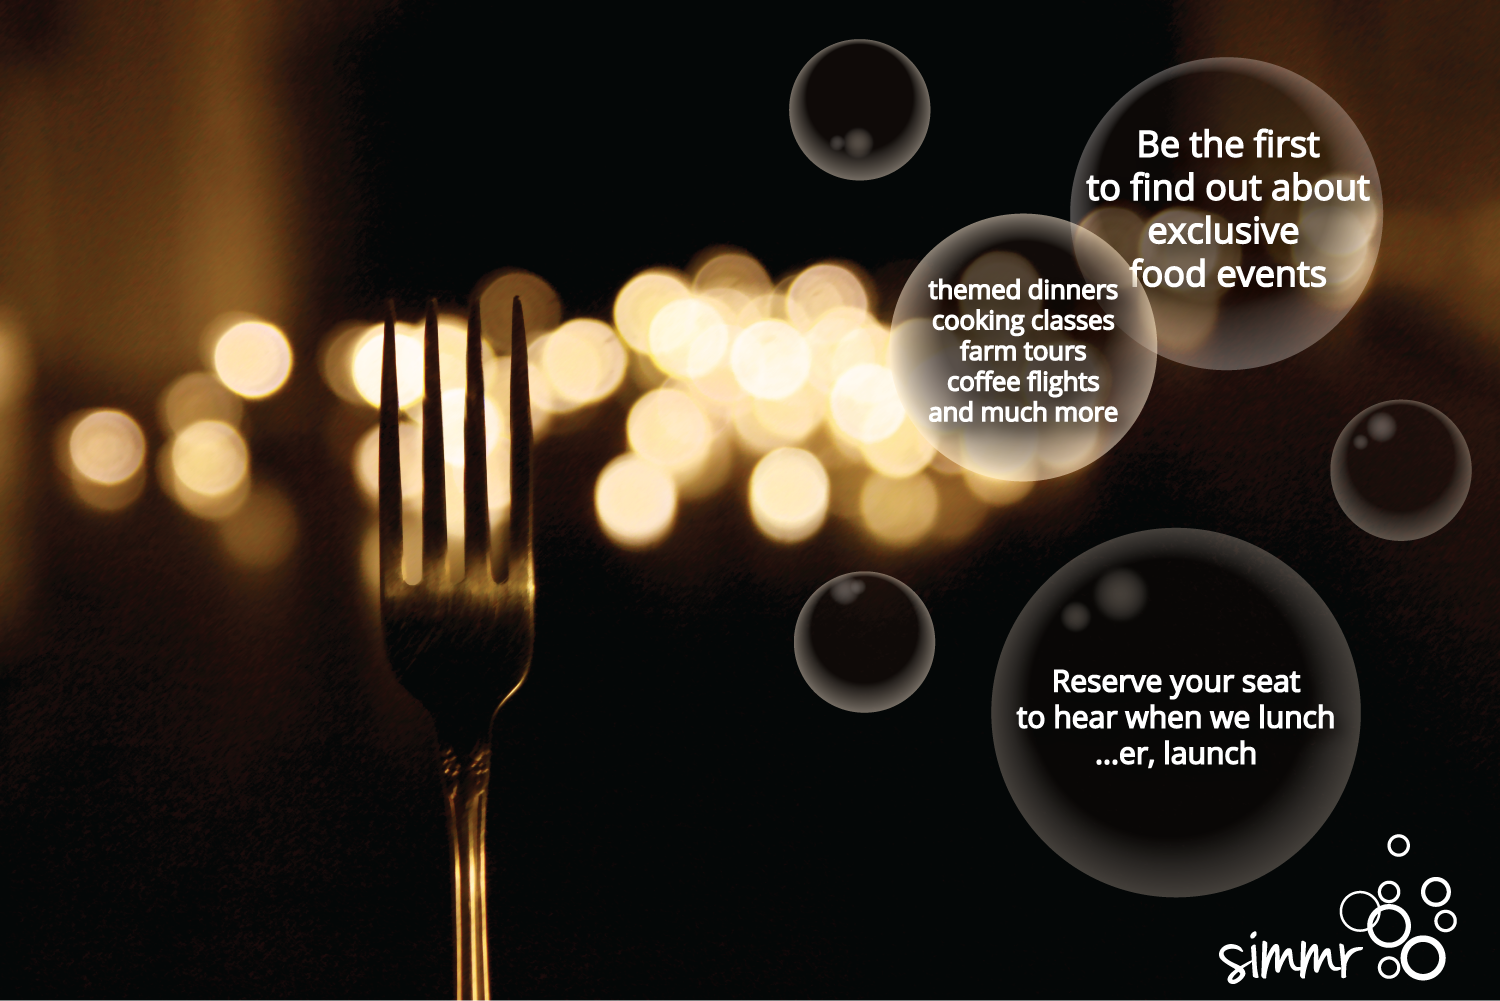 Be the first
to find out about
exclusive
food events
themed dinners
cooking classes
farm tours
coffee flights
and much more
Reserve your seat
to hear when we lunch
...er, launch
simmr